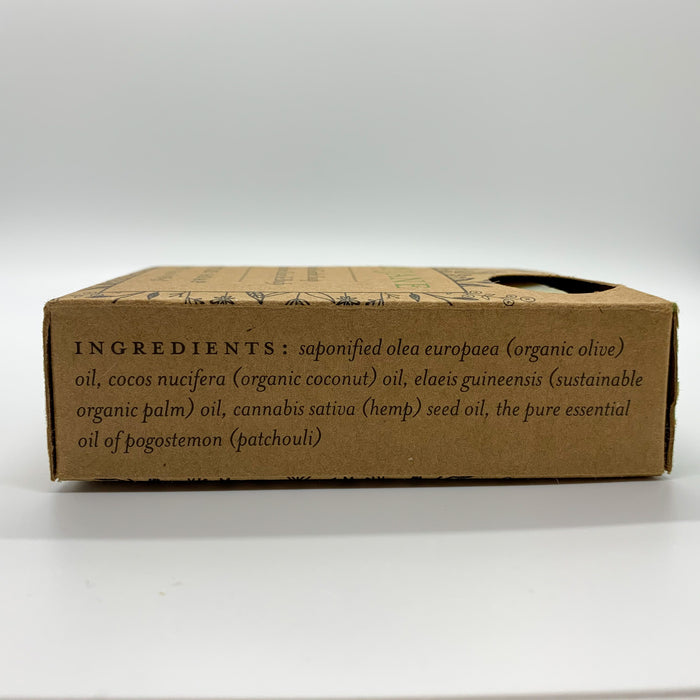 INGREDIENTS: saponified olea europaea (organic olive)
oil, cocos nucifera (organic coconut) oil, elaeis guineensis (sustainable
organic palm) oil, cannabis sativa (hemp) seed oil, the pure essential
oil of pogostemon (patchouli)